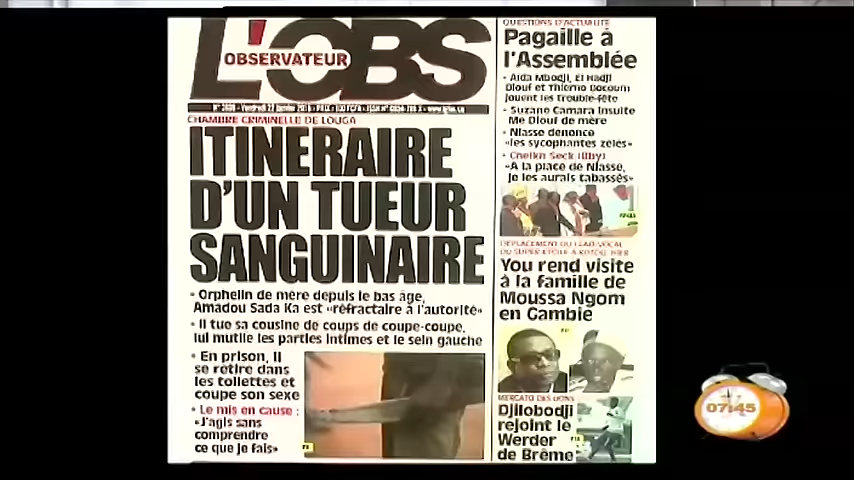 L'OBS
OBSERVATEUR
CHAMBRE CRIMINELLE DE LOUGA
ITINERAIRE
D'UN TUEUR
SANGUINAIRE
• Orphelin de mère depuis le bas âge,
Amadou Sada Ka est «réfractaire à l'autorité»
• Il tue sa cousine de coups de coupe-coupe,
lui mutile les parties intimes et le sein gauche
• En prison, il
se retire dans
les toilettes et
coupe son sexe
• Le mis en cause :
«J'agis sans
comprendre
ce que je fais»
QUESTIONS D'ACTUALITE
Pagaille à
l'Assemblée
• Aïda Mbodji, El Hadji
Diouf et Thierno Bocoum
jouent les trouble-fête
• Suzane Camara insulte
Me Diouf de mère
• Niasse dénonce
«les sycophantes zélés»
• Cheikh Seck (Uby)
«A la place de Niasse,
je les aurais tabassés»
You rend visite
à la famille de
Moussa Ngom
en Gambie
MERCATO DES LIONS
Djilobodji
rejoint le
Werder
de Brême
07:45